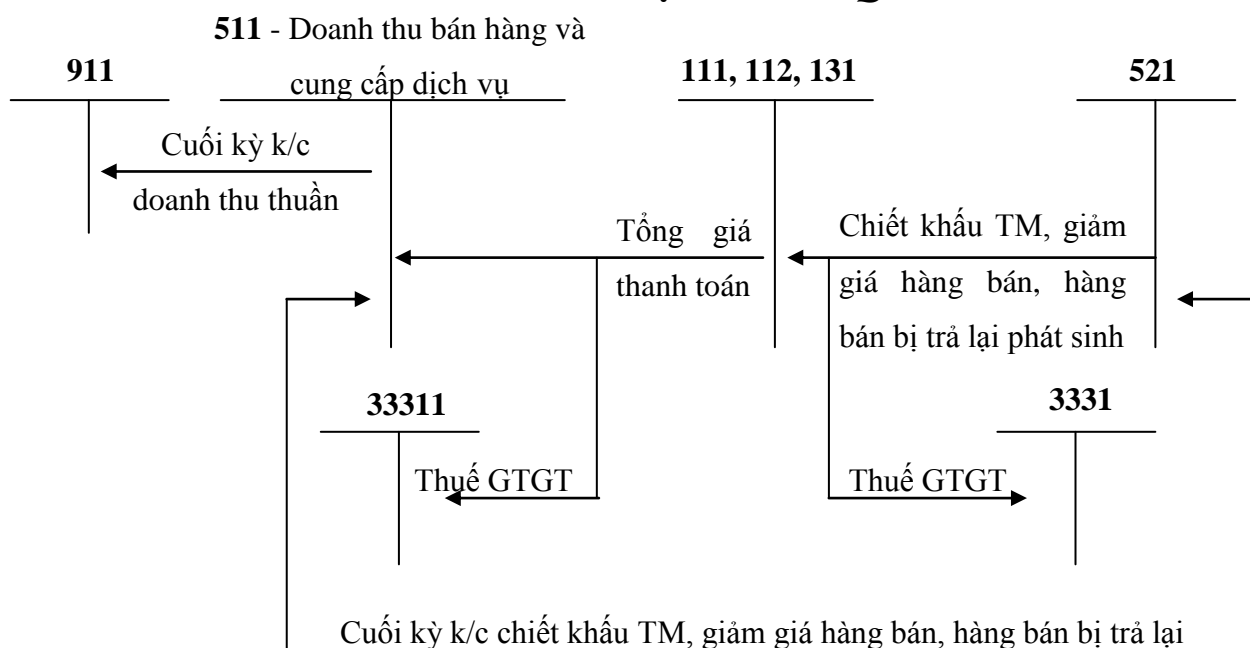 511 - Doanh thu bán hàng và
cung cấp dịch vụ
911
111, 112, 131
521
Cuối kỳ k/c
doanh thu thuần
Tổng giá
thanh toán
Chiết khấu TM, giảm
giá hàng bán, hàng
bán bị trả lại phát sinh
33311
3331
Thuế GTGT
Thuế GTGT
Cuối kỳ k/c chiết khấu TM, giảm giá hàng bán, hàng bán bị trả lại